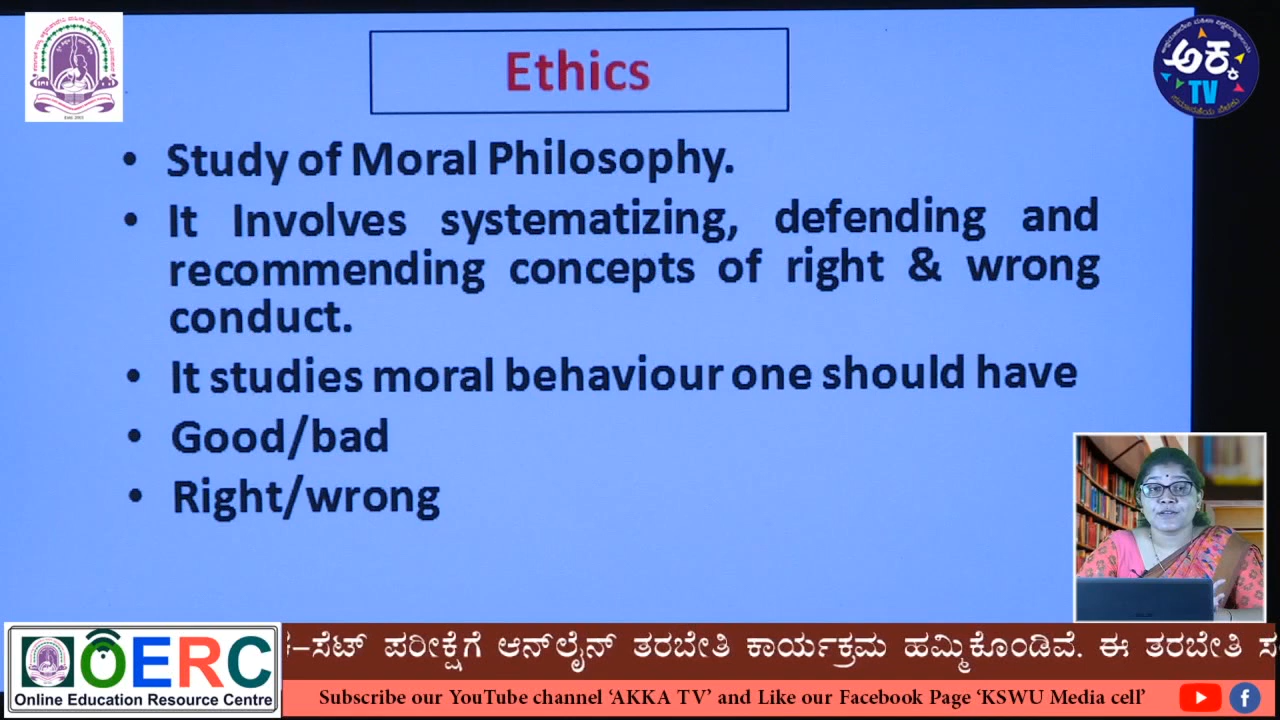 Ethics
ಅಕ್ಕ
TV
• Study of Moral Philosophy.
• It Involves systematizing, defending and
recommending concepts of right & wrong
conduct.
• It studies moral behaviour one should have
• Good/bad
• Right/wrong
OERC
Online Education Resource Centre
–ಸೆಟ್ ಪರೀಕ್ಷೆಗೆ ಆನ್‌ಲೈನ್ ತರಬೇತಿ ಕಾರ್ಯಕ್ರಮ ಹಮ್ಮಿಕೊಂಡಿವೆ. ಈ ತರಬೇತಿ
Subscribe our YouTube channel ‘AKKA TV’ and Like our Facebook Page ‘KSWU Media cell’